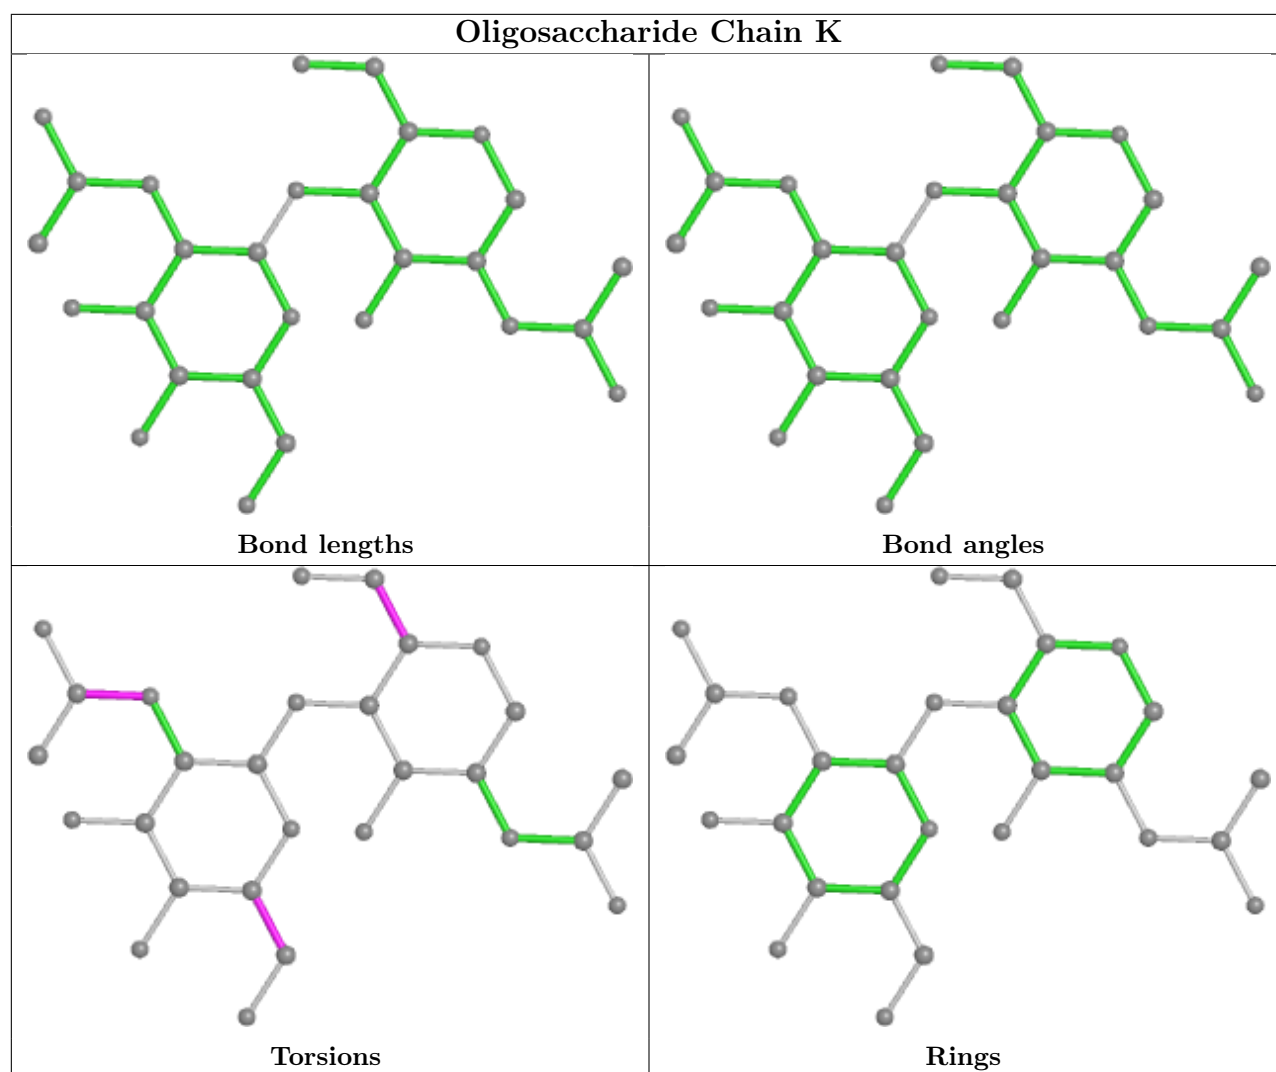 Oligosaccharide Chain K
Bond lengths
Bond angles
Torsions
Rings